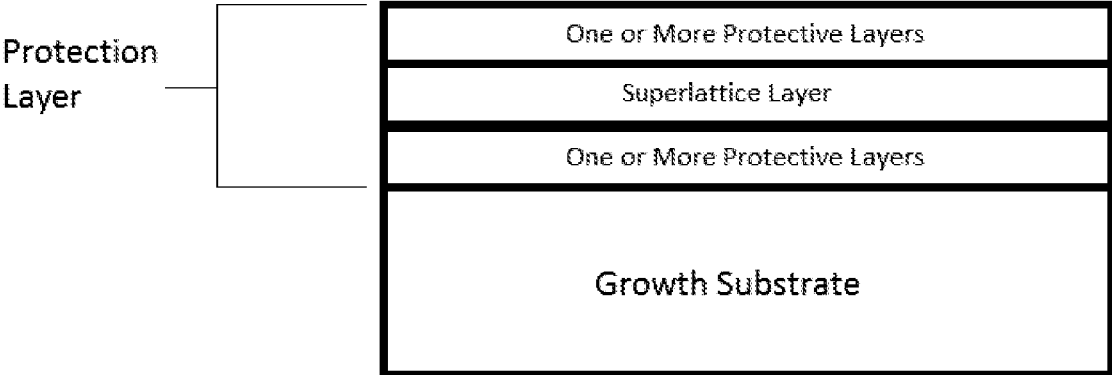 One or More Protective Layers
Protection
Layer
Superlattice Layer
One or More Protective Layers
Growth Substrate